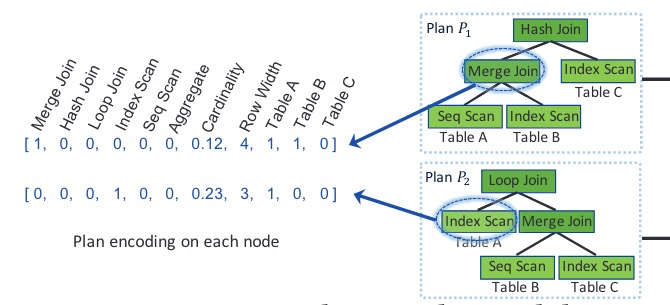 Merge Join
Hash Join
Loop Join
Index Scan
Seq Scan
Aggregate
Cardinality
Row Width
Table A
Table B
Table C
[ 1, 0, 0, 0, 0, 0, 0.12, 4, 1, 1, 0 ]
[ 0, 0, 0, 1, 0, 0, 0.23, 3, 1, 0, 0 ]
Plan encoding on each node
Plan P1
Hash Join
Merge Join
Index Scan
Table C
Seq Scan
Index Scan
Table A
Table B
Plan P2
Loop Join
Index Scan
Merge Join
Table A
Seq Scan
Index Scan
Table B
Table C